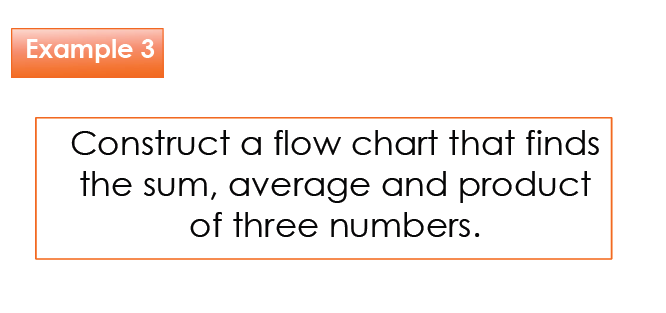 Example 3
Construct a flow chart that finds
the sum, average and product
of three numbers.